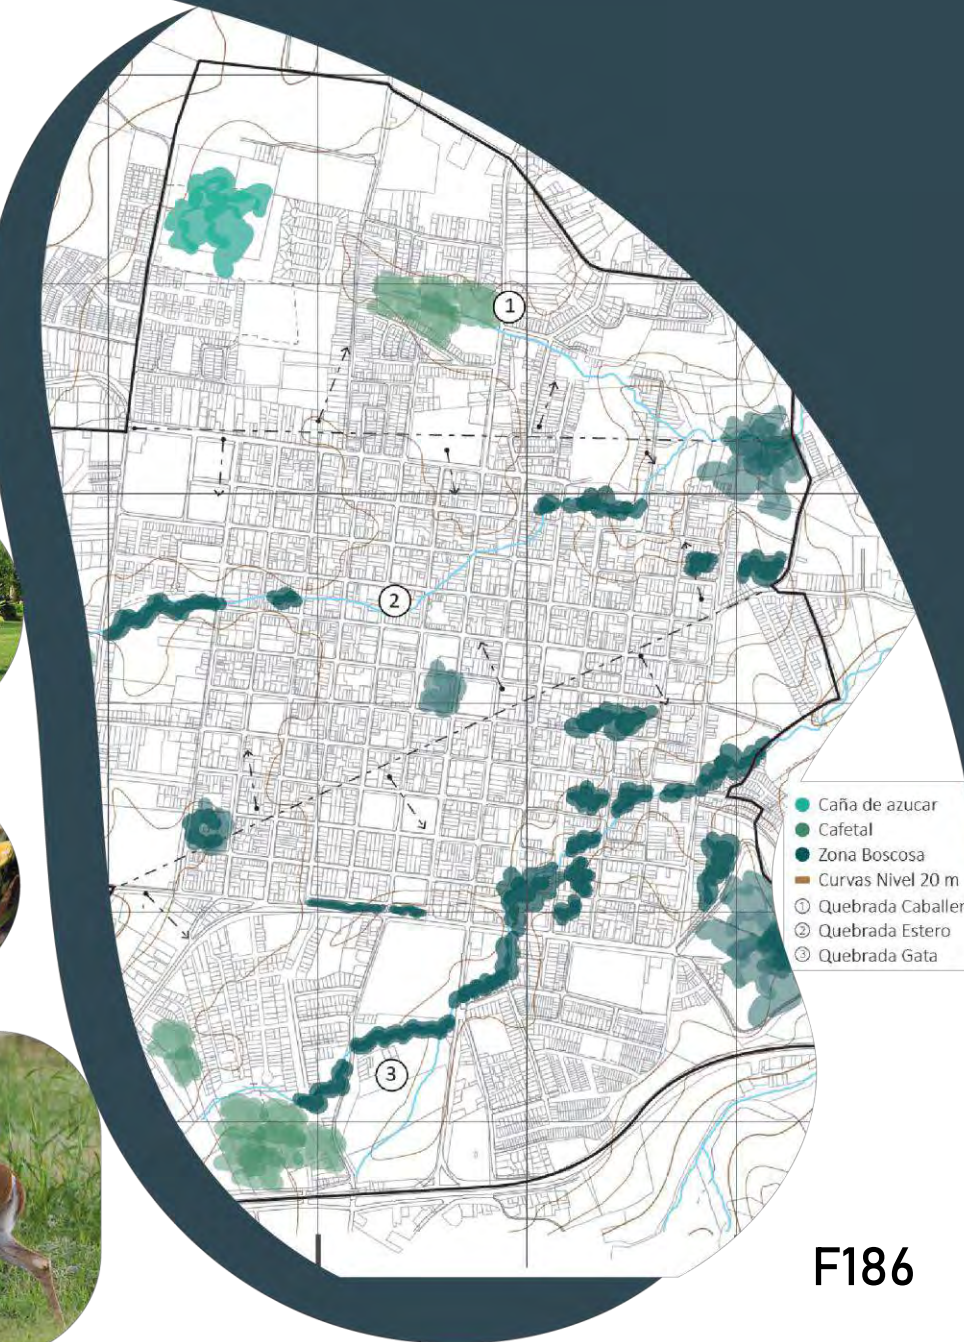 1
2
3
Caña de azucar
Cafetal
Zona Boscosa
Curvas Nivel 20 m
1 Quebrada Caballer
2 Quebrada Estero
3 Quebrada Gata
F186